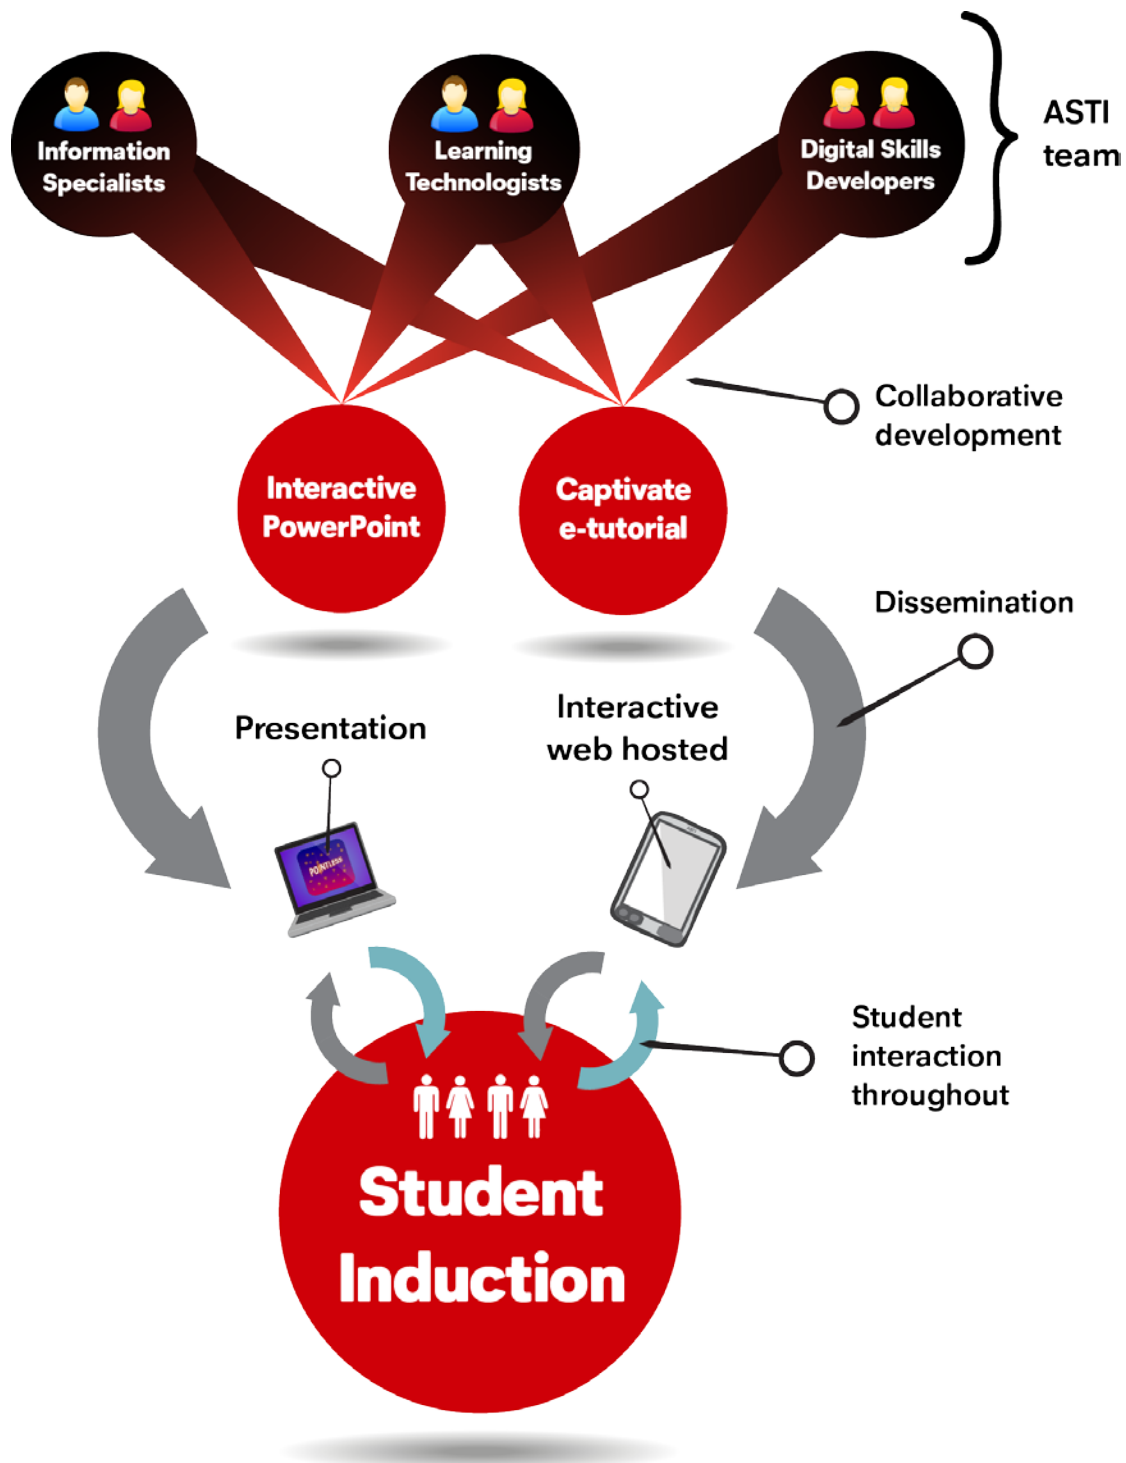 Information
Specialists
Learning
Technologists
Digital Skills
Developers
ASTI
team
Collaborative
development
Interactive
PowerPoint
Captivate
e-tutorial
Dissemination
Presentation
Interactive
web hosted
POINTLESS
Student
interaction
throughout
Student
Induction